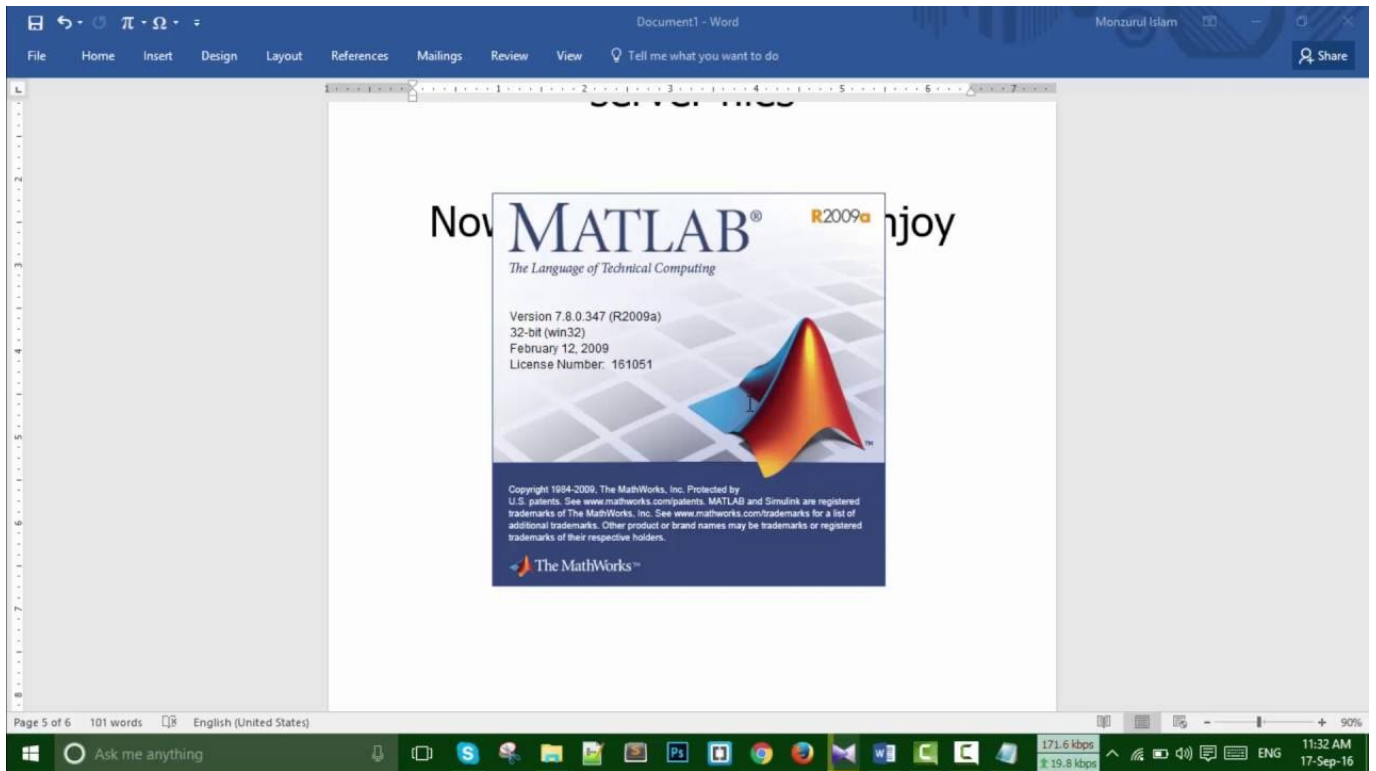 Document1 - Word
Monzurul Islam
File Home Insert Design Layout References Mailings Review View Tell me what you want to do Share
MATLAB® R2009a
The Language of Technical Computing
Version 7.8.0.347 (R2009a)
32-bit (win32)
February 12, 2009
License Number: 161051
Copyright 1984-2009, The MathWorks, Inc. Protected by
U.S. patents. See www.mathworks.com/patents. MATLAB and Simulink are registered
trademarks of The MathWorks, Inc. See www.mathworks.com/trademarks for a list of
additional trademarks. Other product or brand names may be trademarks or registered
trademarks of their respective holders.
The MathWorks™
Page 5 of 6 101 words English (United States) 90%
Ask me anything
171.6 kbps
19.8 kbps
ENG
11:32 AM
17-Sep-16